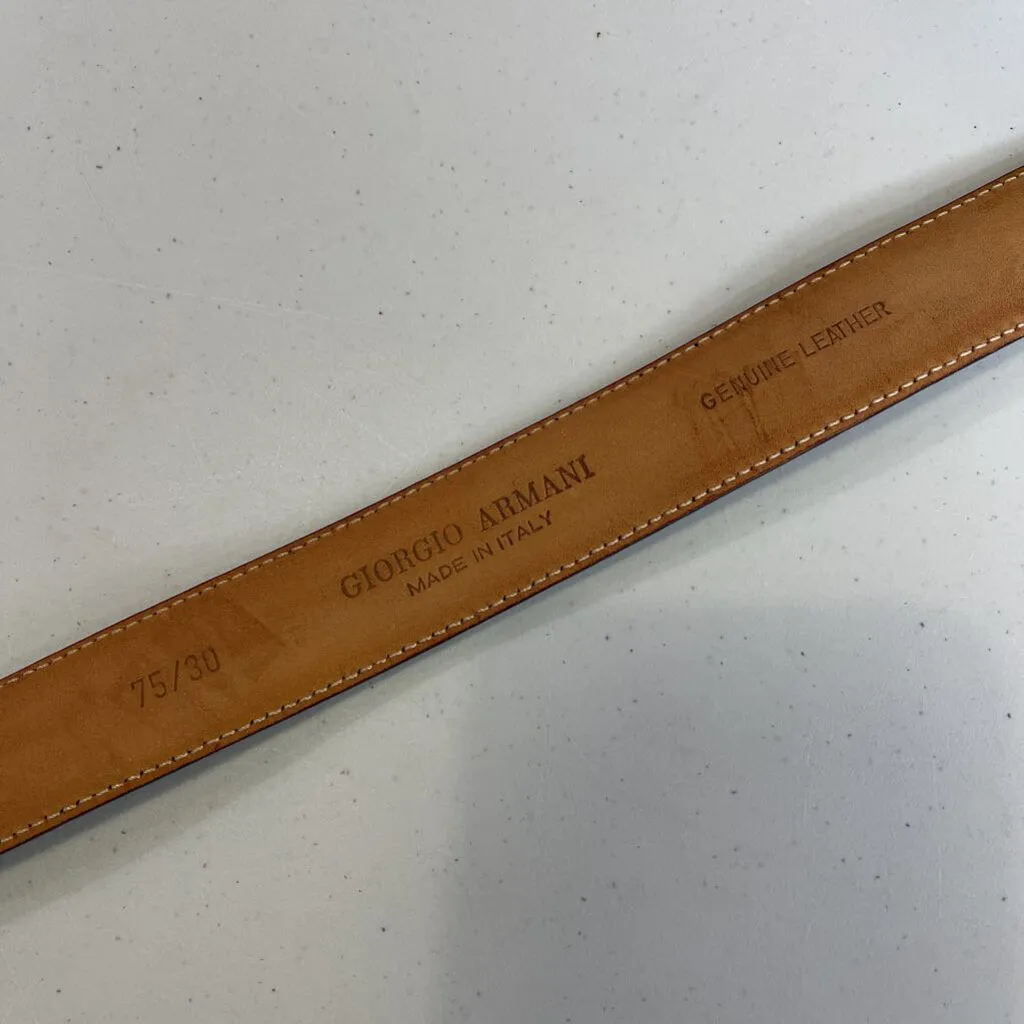 75/30
GIORGIO ARMANI
MADE IN ITALY
GENUINE LEATHER